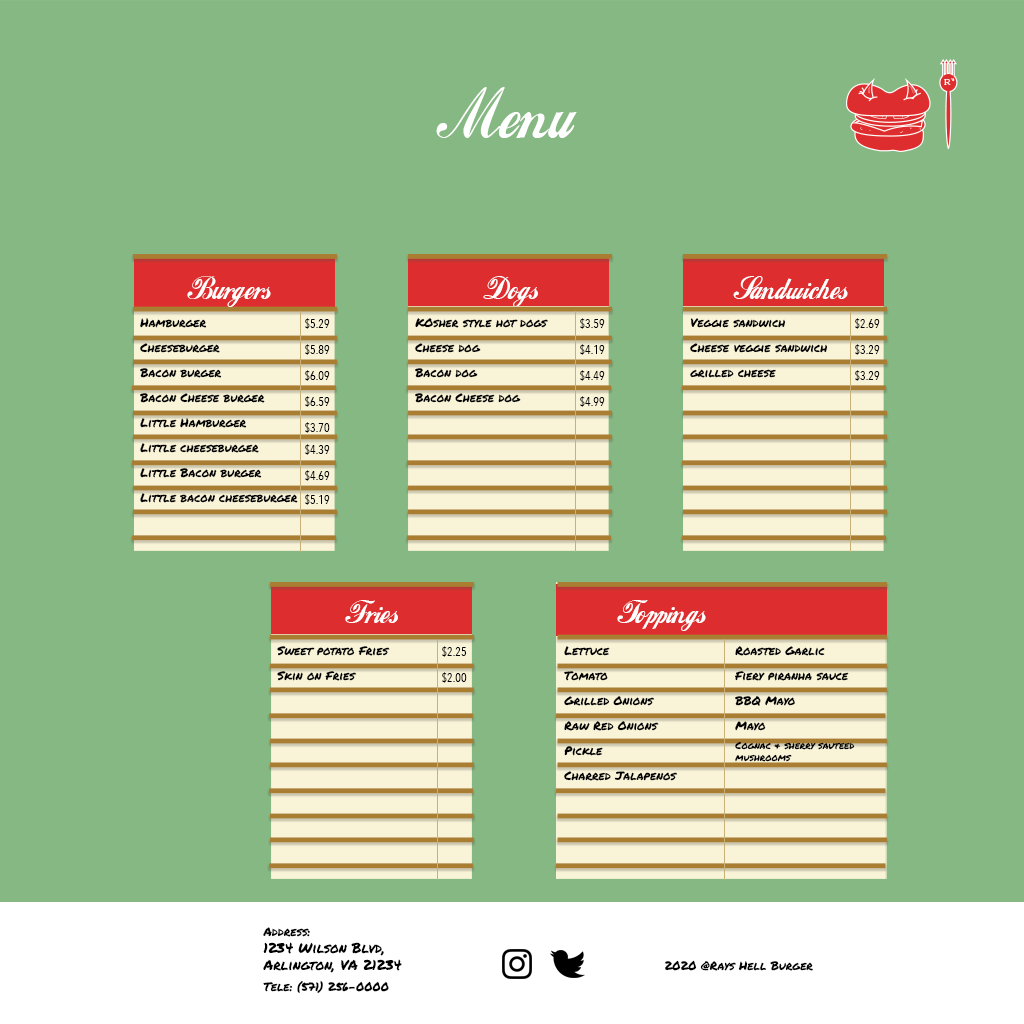 Menu
R's
Burgers
Hamburger $5.29
Cheeseburger $5.89
Bacon burger $6.09
Bacon Cheese burger $6.59
Little Hamburger $3.70
Little cheeseburger $4.39
Little Bacon burger $4.69
Little bacon cheeseburger $5.19
Dogs
KOsher style hot dogs $3.59
Cheese dog $4.19
Bacon dog $4.49
Bacon Cheese dog $4.99
Sandwiches
Veggie sandwich $2.69
Cheese veggie sandwich $3.29
grilled cheese $3.29
Fries
Sweet potato Fries $2.25
Skin on Fries $2.00
Toppings
Lettuce Roasted Garlic
Tomato Fiery piranha sauce
Grilled Onions BBQ Mayo
Raw Red Onions Mayo
Pickle Cognac + sherry sauteed
mushrooms
Charred Jalapenos
Address:
1234 Wilson Blvd,
Arlington, VA 21234
Tele: (571) 256-0000
2020 @Rays Hell Burger